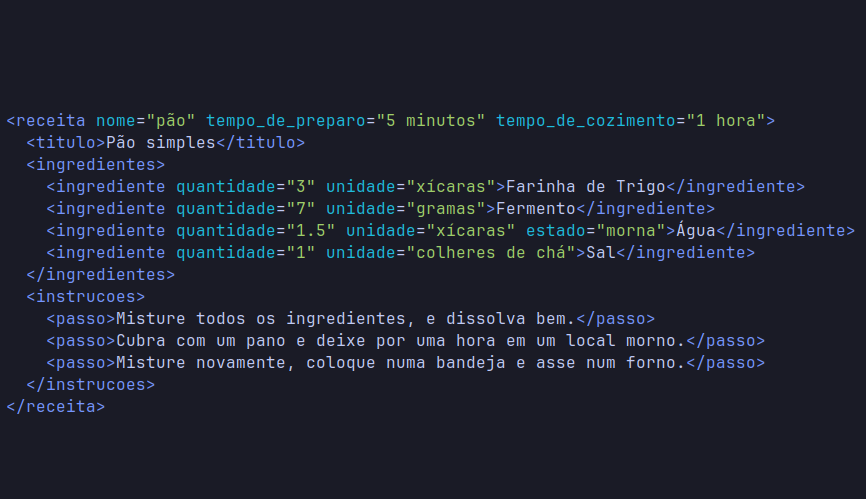 <receita nome="pão" tempo_de_preparo="5 minutos" tempo_de_cozimento="1 hora">
  <titulo>Pão simples</titulo>
  <ingredientes>
    <ingrediente quantidade="3" unidade="xícaras">Farinha de Trigo</ingrediente>
    <ingrediente quantidade="7" unidade="gramas">Fermento</ingrediente>
    <ingrediente quantidade="1.5" unidade="xícaras" estado="morna">Água</ingrediente>
    <ingrediente quantidade="1" unidade="colheres de chá">Sal</ingrediente>
  </ingredientes>
  <instrucoes>
    <passo>Misture todos os ingredientes, e dissolva bem.</passo>
    <passo>Cubra com um pano e deixe por uma hora em um local morno.</passo>
    <passo>Misture novamente, coloque numa bandeja e asse num forno.</passo>
  </instrucoes>
</receita>